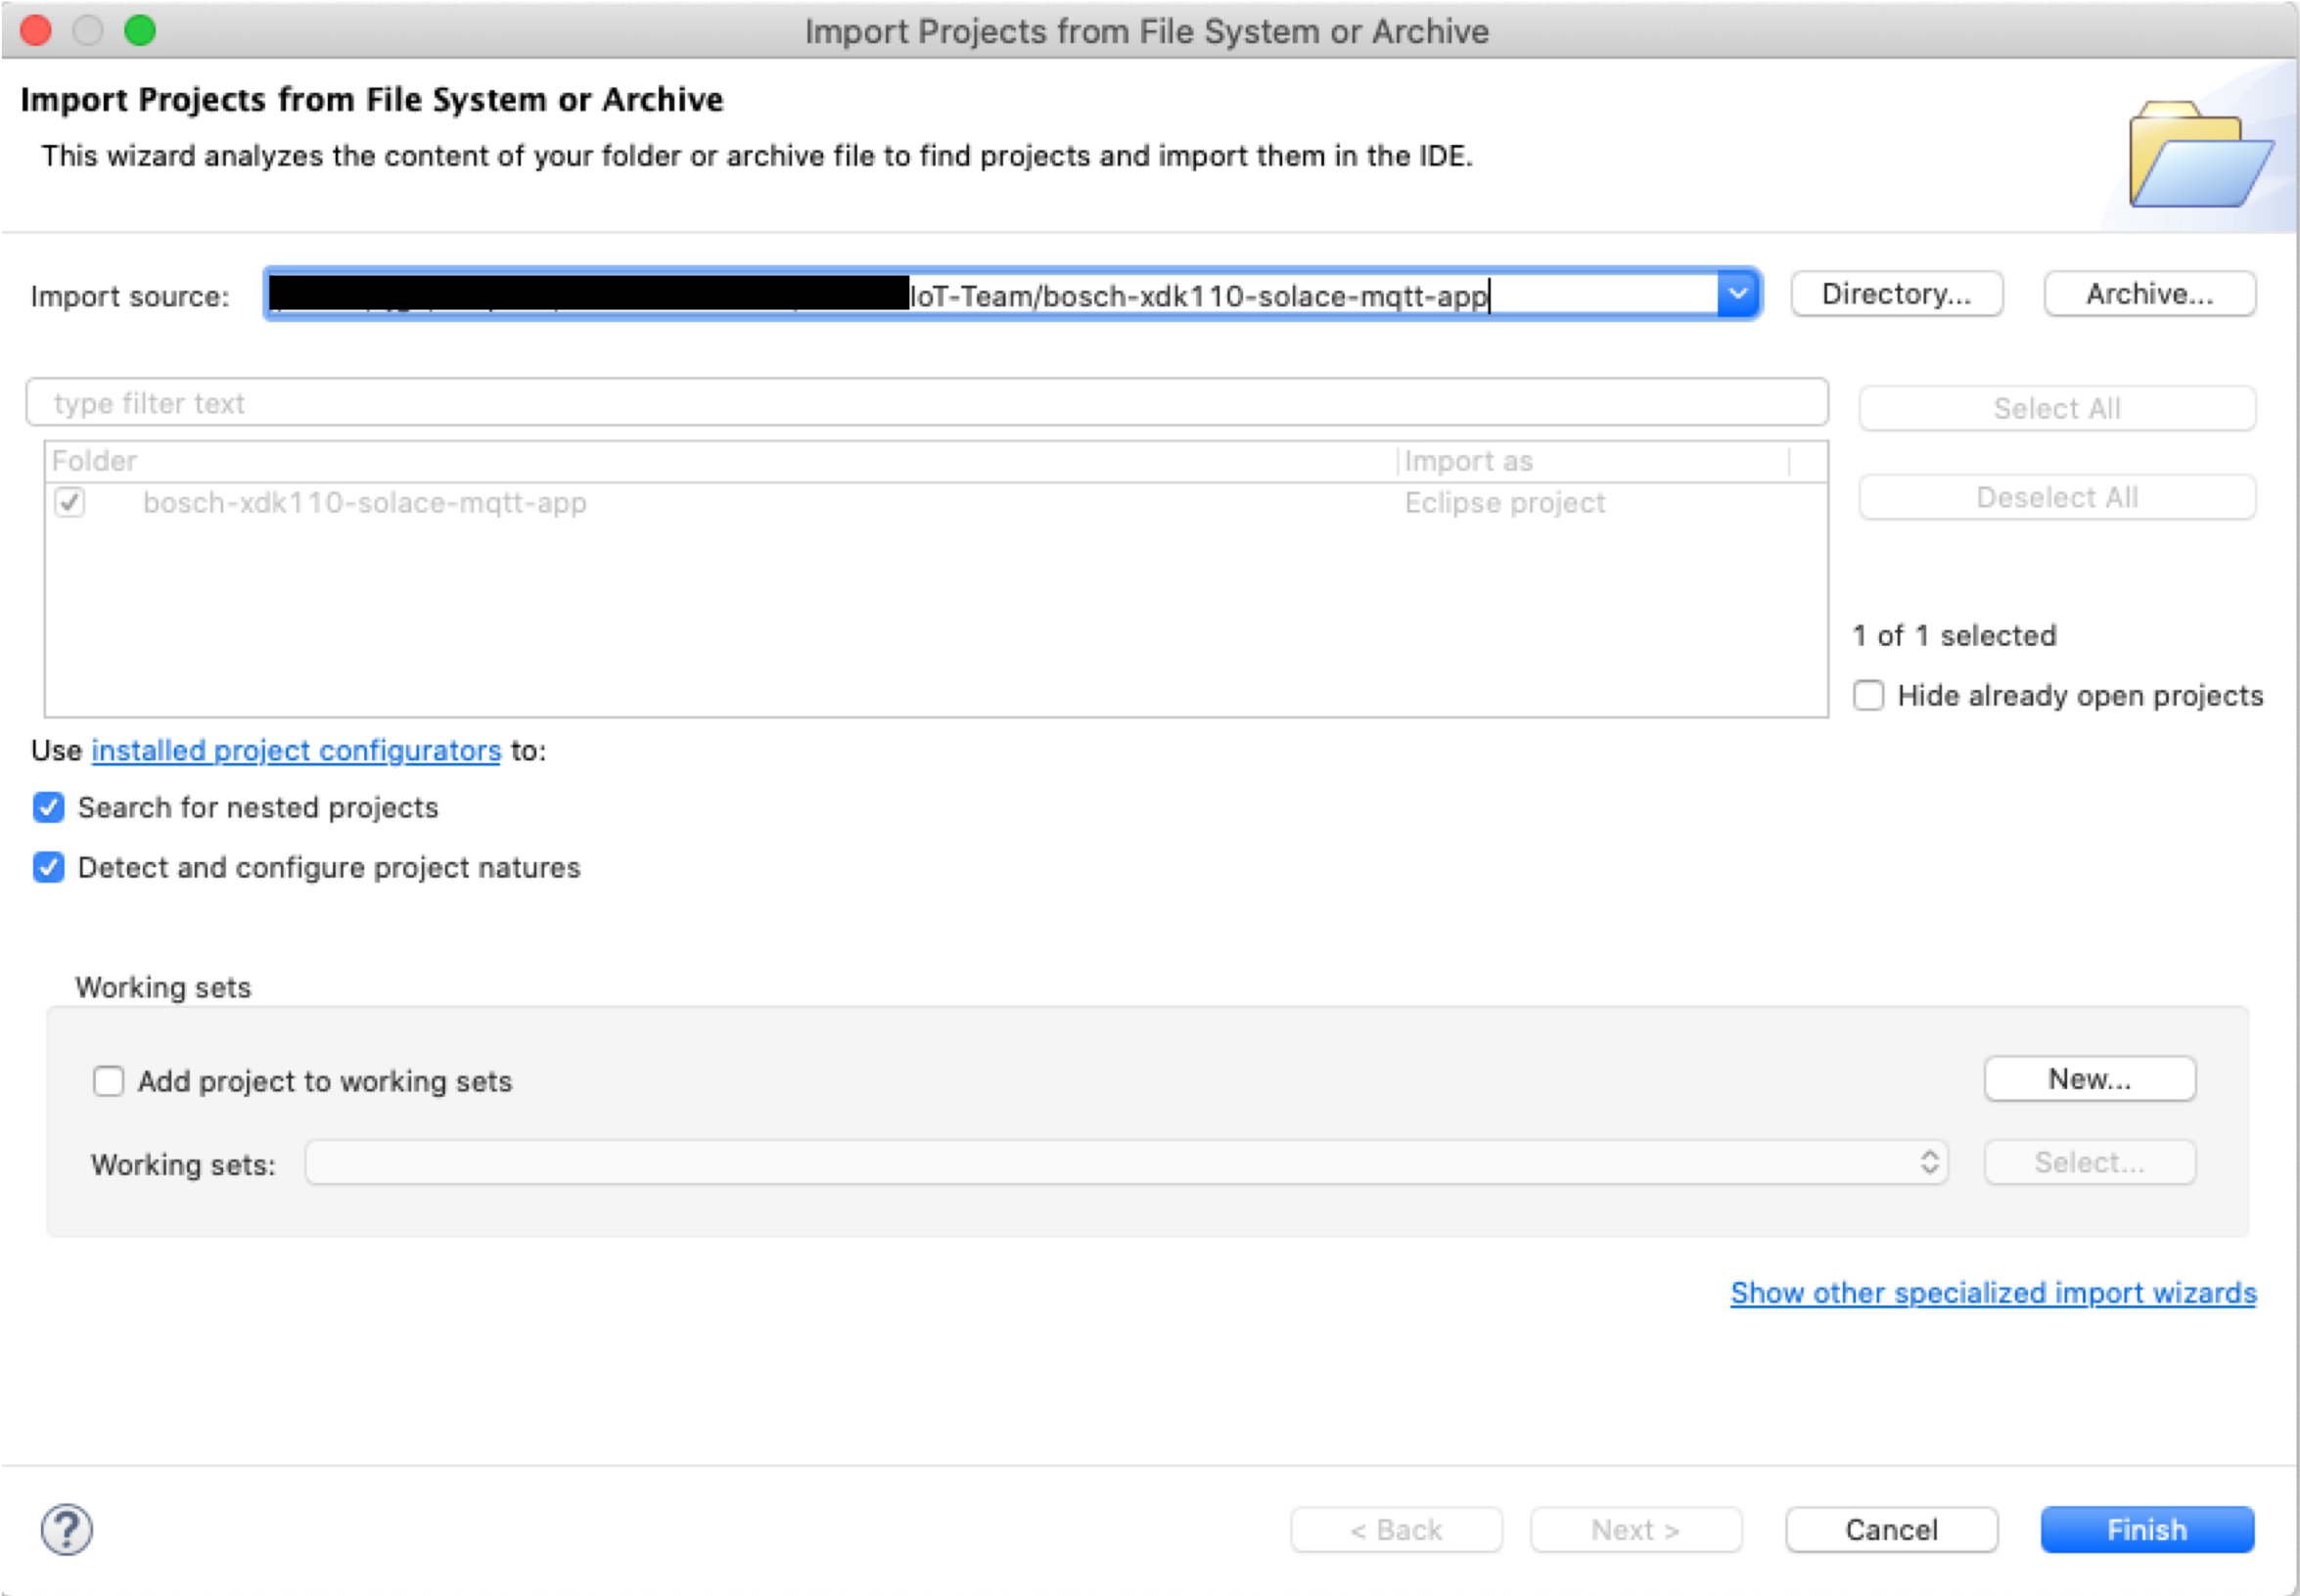 Import Projects from File System or Archive
Import Projects from File System or Archive
This wizard analyzes the content of your folder or archive file to find projects and import them in the IDE.
Import source: IoT-Team/bosch-xdk110-solace-mqtt-app Directory... Archive...
type filter text Select All
Folder Import as
bosch-xdk110-solace-mqtt-app Eclipse project Deselect All
1 of 1 selected
Hide already open projects
Use installed project configurators to:
Search for nested projects
Detect and configure project natures
Working sets
Add project to working sets New...
Working sets: Select...
Show other specialized import wizards
? < Back Next > Cancel Finish